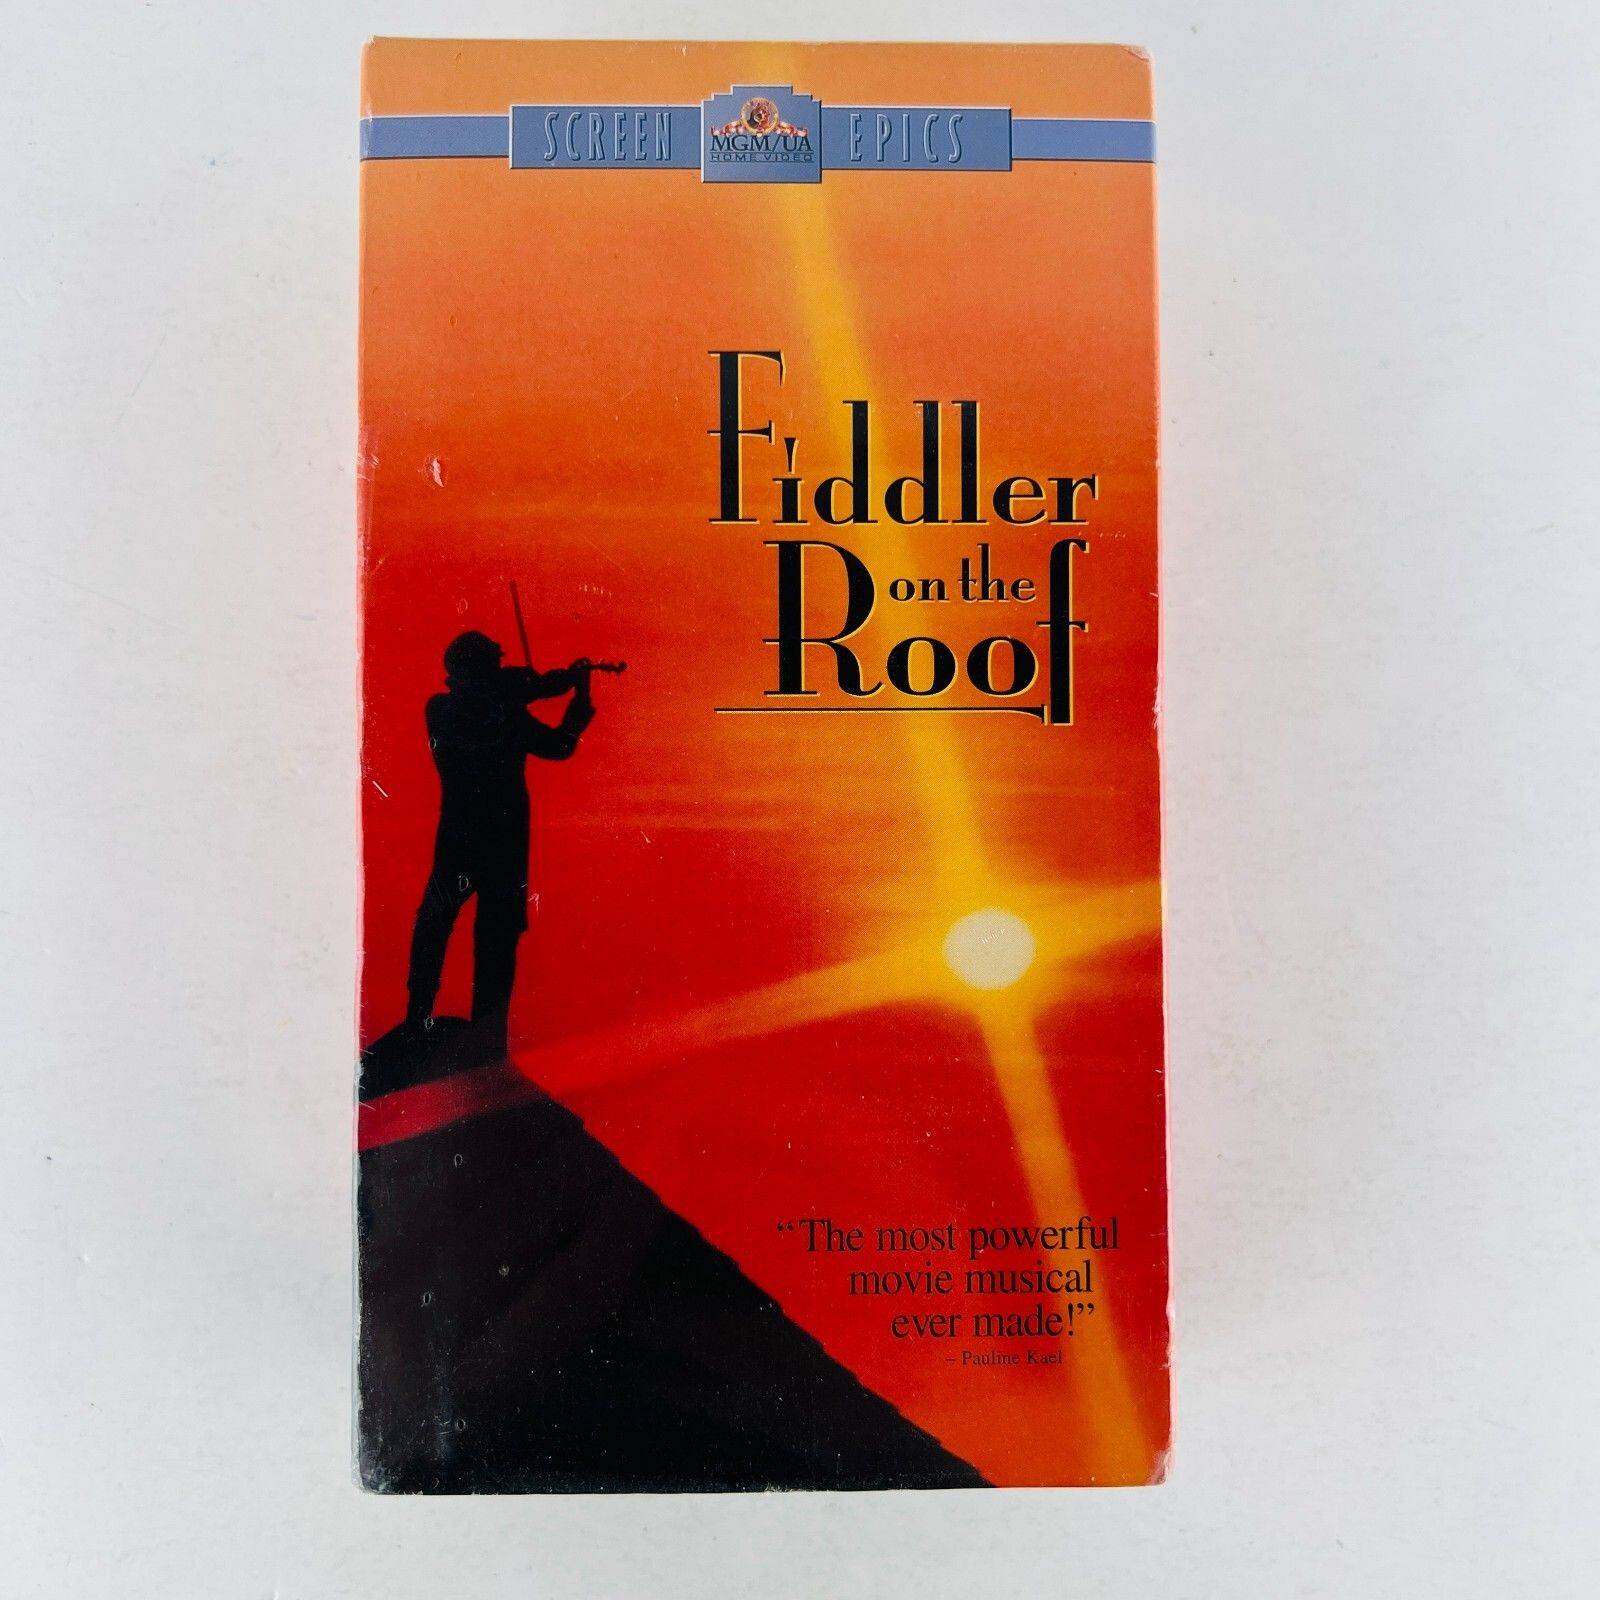 SCREEN MGM/UA EPICS
HOME VIDEO
Fiddler
on the
Roof
“The most powerful
movie musical
ever made!”
– Pauline Kael